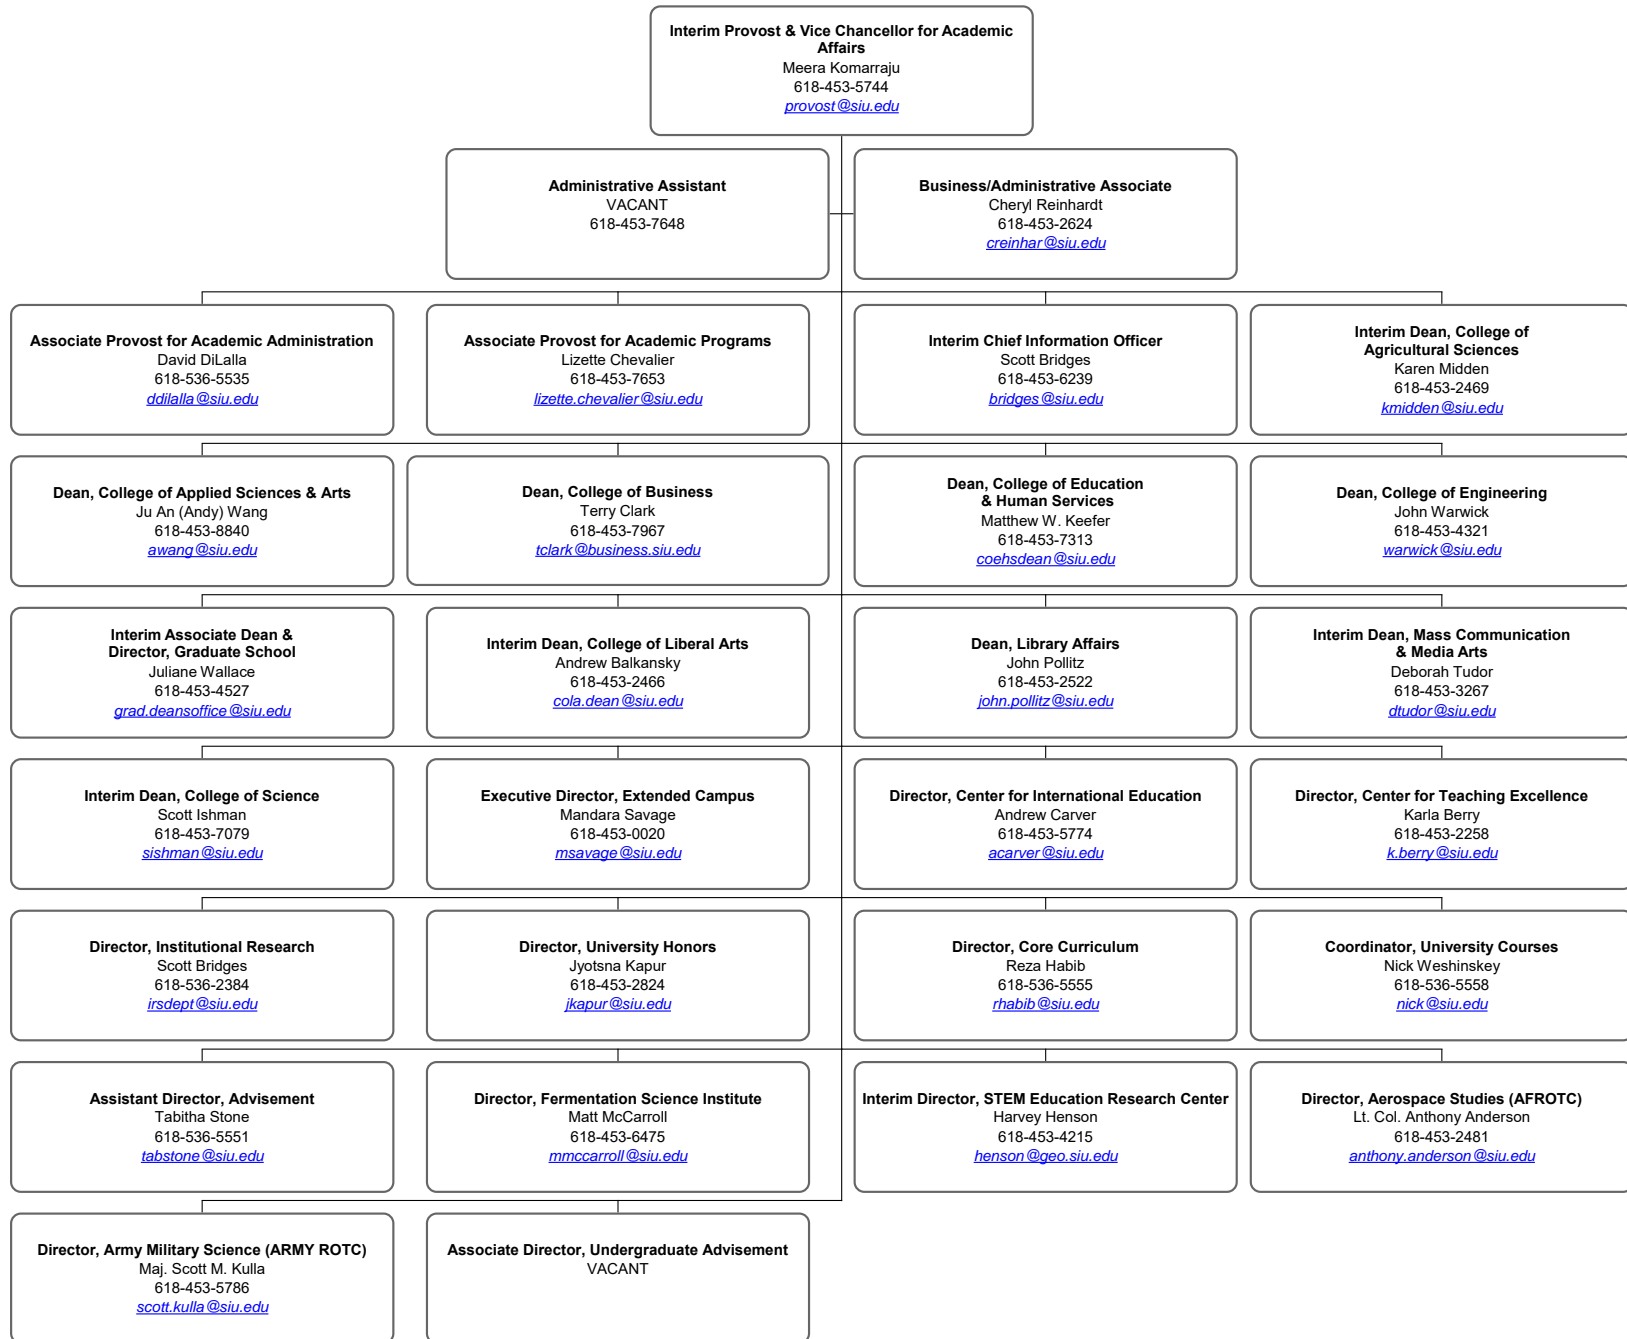 Interim Provost & Vice Chancellor for Academic
Affairs
Meera Komarraju
618-453-5744
provost@siu.edu
Administrative Assistant
VACANT
618-453-7648
Business/Administrative Associate
Cheryl Reinhardt
618-453-2624
creinhar@siu.edu
Associate Provost for Academic Administration
David DiLalla
618-536-5535
ddilalla@siu.edu
Associate Provost for Academic Programs
Lizette Chevalier
618-453-7653
lizette.chevalier@siu.edu
Interim Chief Information Officer
Scott Bridges
618-453-6239
bridges@siu.edu
Interim Dean, College of
Agricultural Sciences
Karen Midden
618-453-2469
kmidden@siu.edu
Dean, College of Applied Sciences & Arts
Ju An (Andy) Wang
618-453-8840
awang@siu.edu
Dean, College of Business
Terry Clark
618-453-7967
tclark@business.siu.edu
Dean, College of Education
& Human Services
Matthew W. Keefer
618-453-7313
coehsdean@siu.edu
Dean, College of Engineering
John Warwick
618-453-4321
warwick@siu.edu
Interim Associate Dean &
Director, Graduate School
Juliane Wallace
618-453-4527
grad.deansoffice@siu.edu
Interim Dean, College of Liberal Arts
Andrew Balkansky
618-453-2466
cola.dean@siu.edu
Dean, Library Affairs
John Pollitz
618-453-2522
john.pollitz@siu.edu
Interim Dean, Mass Communication
& Media Arts
Deborah Tudor
618-453-3267
dtudor@siu.edu
Interim Dean, College of Science
Scott Ishman
618-453-7079
sishman@siu.edu
Executive Director, Extended Campus
Mandara Savage
618-453-0020
msavage@siu.edu
Director, Center for International Education
Andrew Carver
618-453-5774
acarver@siu.edu
Director, Center for Teaching Excellence
Karla Berry
618-453-2258
k.berry@siu.edu
Director, Institutional Research
Scott Bridges
618-536-2384
irsdept@siu.edu
Director, University Honors
Jyotsna Kapur
618-453-2824
jkapur@siu.edu
Director, Core Curriculum
Reza Habib
618-536-5555
rhabib@siu.edu
Coordinator, University Courses
Nick Weshinskey
618-536-5558
nick@siu.edu
Assistant Director, Advisement
Tabitha Stone
618-536-5551
tabstone@siu.edu
Director, Fermentation Science Institute
Matt McCarroll
618-453-6475
mmccarroll@siu.edu
Interim Director, STEM Education Research Center
Harvey Henson
618-453-4215
henson@geo.siu.edu
Director, Aerospace Studies (AFROTC)
Lt. Col. Anthony Anderson
618-453-2481
anthony.anderson@siu.edu
Director, Army Military Science (ARMY ROTC)
Maj. Scott M. Kulla
618-453-5786
scott.kulla@siu.edu
Associate Director, Undergraduate Advisement
VACANT